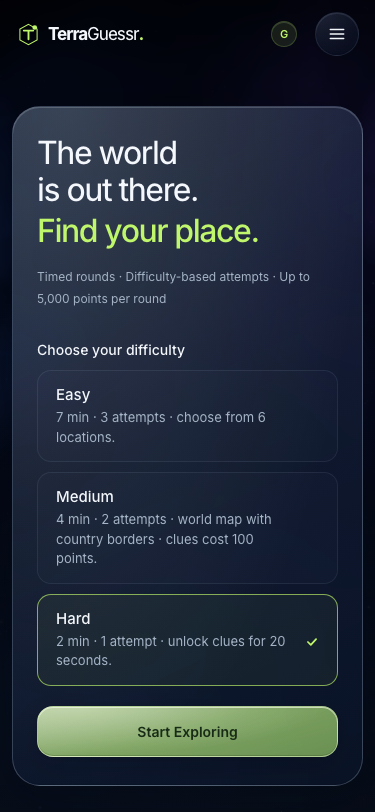 TerraGuessr.
G
The world
is out there.
Find your place.
Timed rounds · Difficulty-based attempts · Up to
5,000 points per round
Choose your difficulty
Easy
7 min · 3 attempts · choose from 6
locations.
Medium
4 min · 2 attempts · world map with
country borders · clues cost 100
points.
Hard
2 min · 1 attempt · unlock clues for 20
seconds.
Start Exploring